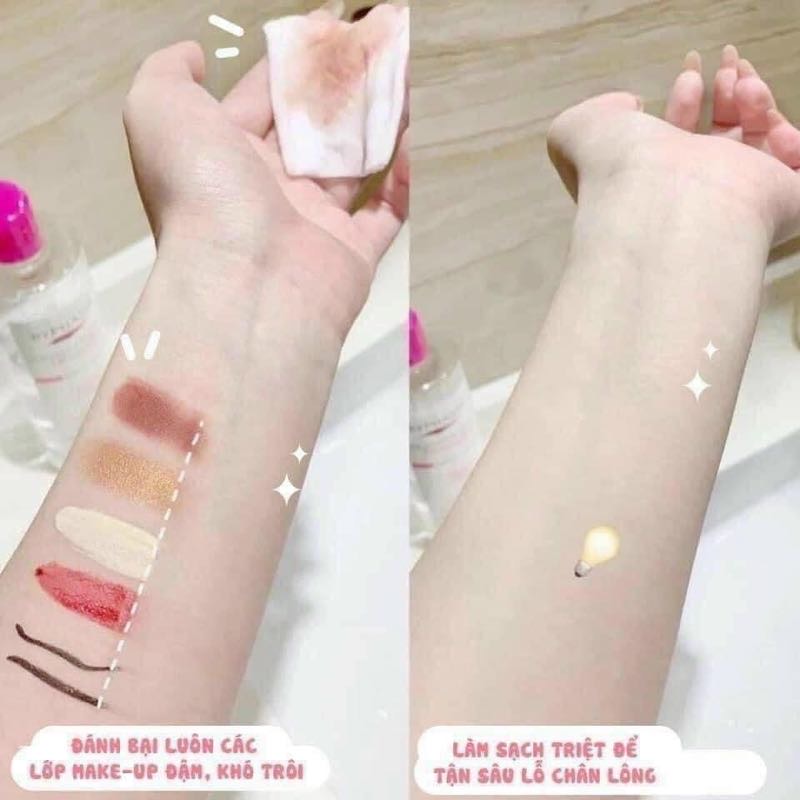 ĐÁNH BẠI LUÔN CÁC
LỚP MAKE-UP ĐẬM, KHÓ TRÔI
LÀM SẠCH TRIỆT ĐỂ
TẬN SÂU LỖ CHÂN LÔNG